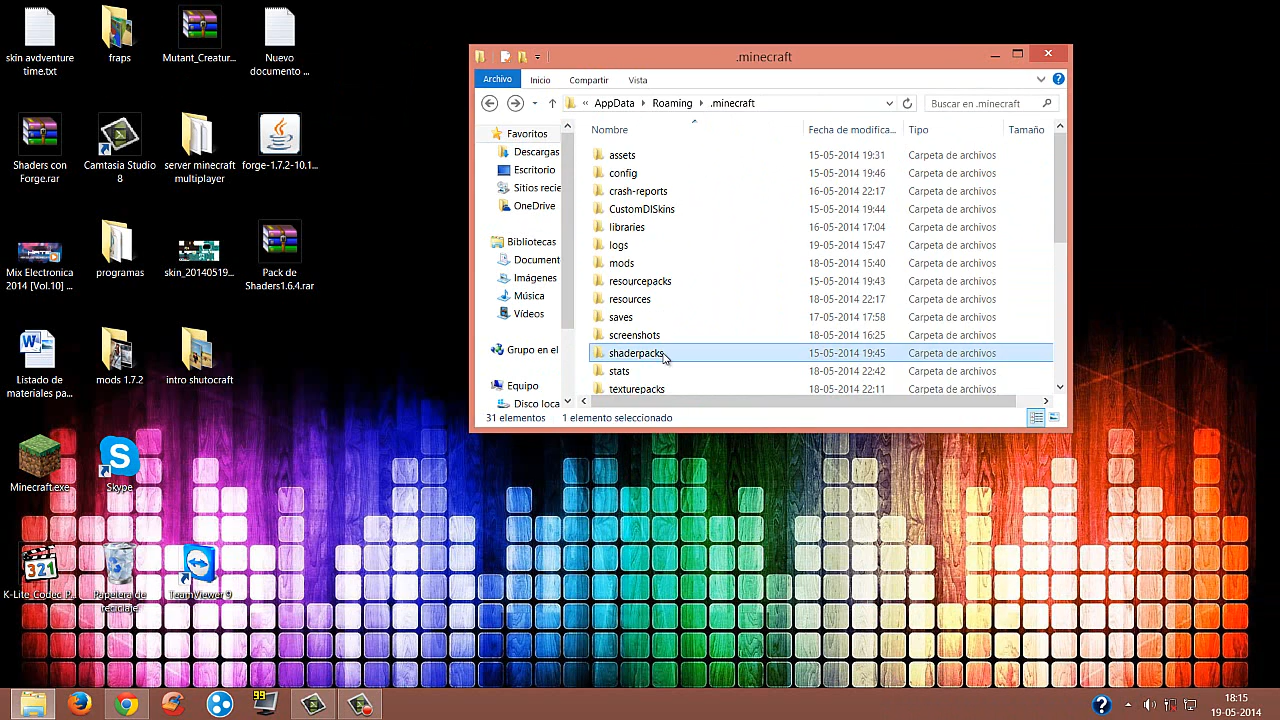 skin avdventure
time.txt
fraps
Mutant_Creatur...
Nuevo
documento ...
Shaders con
Forge.rar
Camtasia Studio
8
server minecraft
multiplayer
forge-1.7.2-10.1...
Mix Electronica
2014 [Vol.10] ...
programas
skin_20140519...
Pack de
Shaders1.6.4.rar
Listado de
materiales pa...
mods 1.7.2
intro shutocraft
Minecraft.exe
Skype
K-Lite_Codec_P...
Papelera de
reciclaje
TeamViewer 9
.minecraft
Archivo
Inicio
Compartir
Vista
« AppData Roaming .minecraft
Buscar en .minecraft
Favoritos
Descargas
Escritorio
Sitios recie
OneDrive
Bibliotecas
Document
Imágenes
Música
Vídeos
Grupo en el
Equipo
Disco loca
Nombre Fecha de modifica... Tipo Tamaño
assets 15-05-2014 19:31 Carpeta de archivos
config 15-05-2014 19:46 Carpeta de archivos
crash-reports 16-05-2014 22:17 Carpeta de archivos
CustomDISkins 15-05-2014 19:44 Carpeta de archivos
libraries 16-05-2014 17:04 Carpeta de archivos
logs 19-05-2014 15:47 Carpeta de archivos
mods 18-05-2014 15:40 Carpeta de archivos
resourcepacks 15-05-2014 19:43 Carpeta de archivos
resources 18-05-2014 22:17 Carpeta de archivos
saves 17-05-2014 17:58 Carpeta de archivos
screenshots 18-05-2014 16:25 Carpeta de archivos
shaderpacks 15-05-2014 19:45 Carpeta de archivos
stats 18-05-2014 22:42 Carpeta de archivos
texturepacks 18-05-2014 22:11 Carpeta de archivos
31 elementos 1 elemento seleccionado
99
18:15
19-05-2014